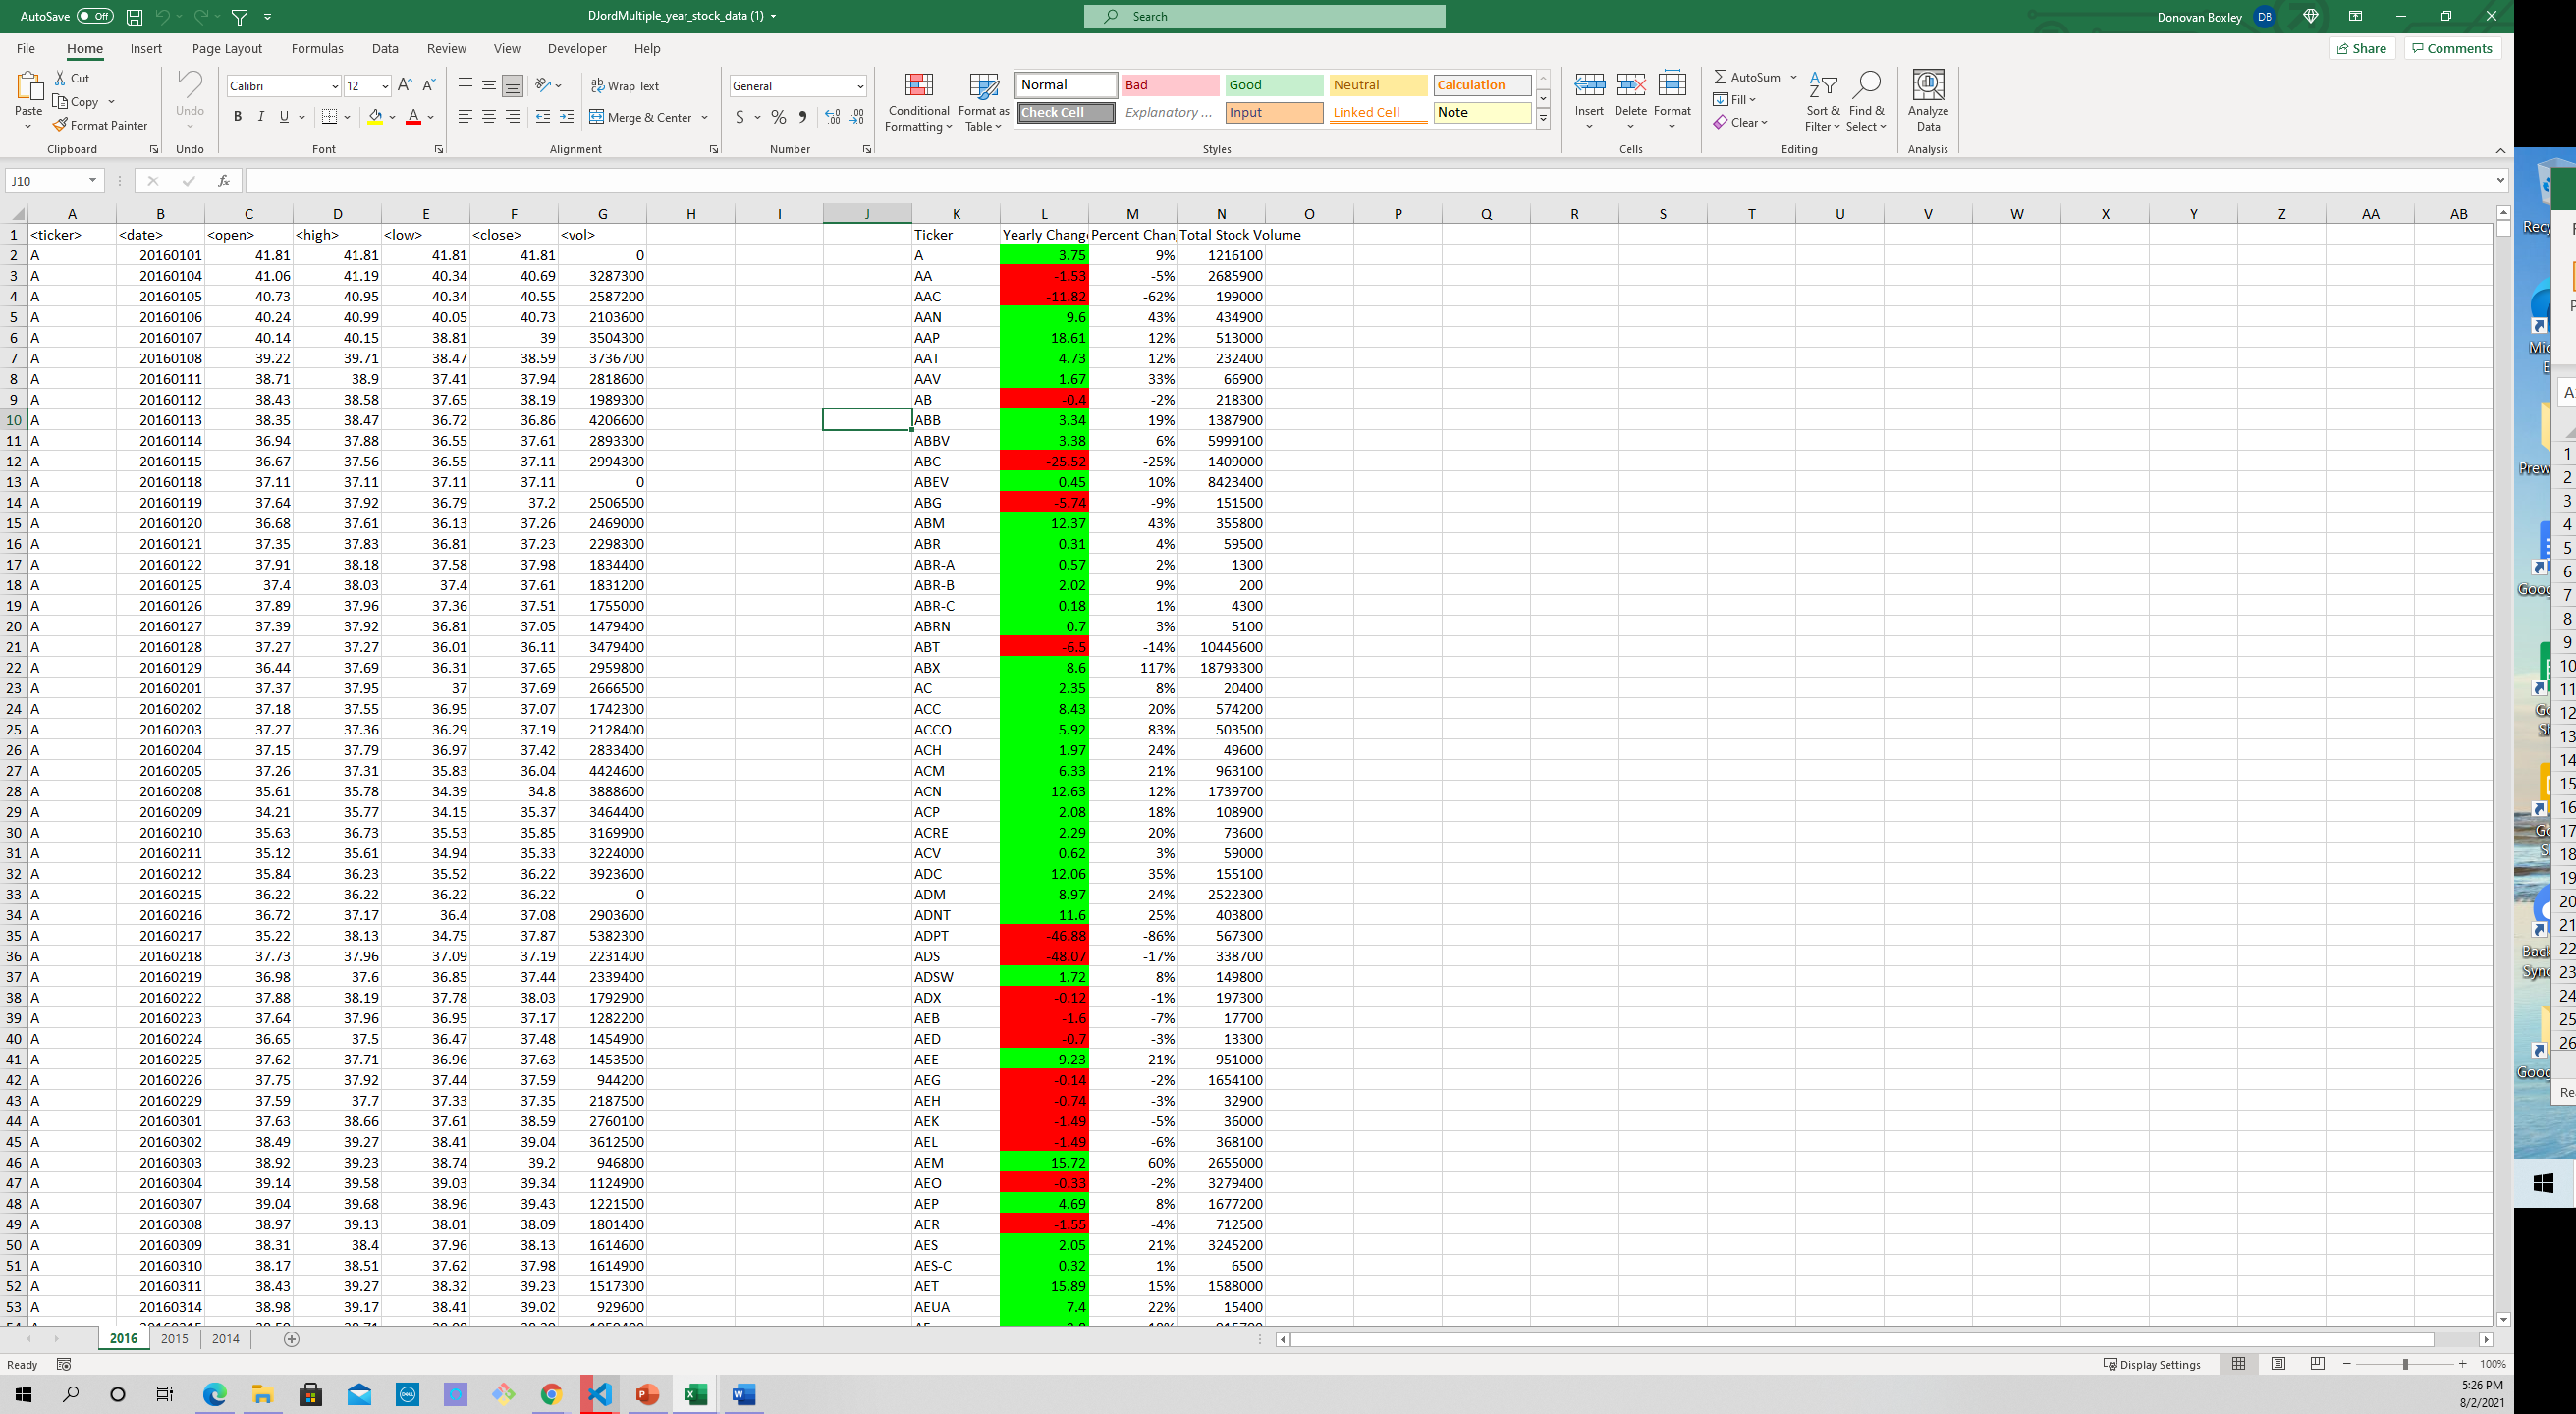 AutoSave Off DJordMultiple_year_stock_data (1) Search Donovan Boxley DB
File Home Insert Page Layout Formulas Data Review View Developer Help Share Comments
Paste Cut Copy Format Painter Clipboard
Undo Undo
Calibri 12 B I U A Font
Wrap Text Merge & Center Alignment
General $ % Number
Conditional Formatting Format as Table Normal Bad Good Neutral Calculation
Check Cell Explanatory ... Input Linked Cell Note Styles
Insert Delete Format Cells
AutoSum Fill Clear Sort & Filter Find & Select Editing
Analyze Data Analysis
J10 fx
A B C D E F G H I J K L M N O P Q R S T U V W X Y Z AA AB
1 <ticker> <date> <open> <high> <low> <close> <vol> Ticker Yearly Change Percent Chan Total Stock Volume
2 A 20160101 41.81 41.81 41.81 41.81 0 A 3.75 9% 1216100
3 A 20160104 41.06 41.19 40.34 40.69 3287300 AA -1.53 -5% 2685900
4 A 20160105 40.73 40.95 40.34 40.55 2587200 AAC -11.82 -62% 199000
5 A 20160106 40.24 40.99 40.05 40.73 2103600 AAN 9.6 43% 434900
6 A 20160107 40.14 40.15 38.81 39 3504300 AAP 18.61 12% 513000
7 A 20160108 39.22 39.71 38.47 38.59 3736700 AAT 4.73 12% 232400
8 A 20160111 38.71 38.9 37.41 37.94 2818600 AAV 1.67 33% 66900
9 A 20160112 38.43 38.58 37.65 38.19 1989300 AB -0.4 -2% 218300
10 A 20160113 38.35 38.47 36.72 36.86 4206600 ABB 3.34 19% 1387900
11 A 20160114 36.94 37.88 36.55 37.61 2893300 ABBV 3.38 6% 5999100
12 A 20160115 36.67 37.56 36.55 37.11 2994300 ABC -25.52 -25% 1409000
13 A 20160118 37.11 37.11 37.11 37.11 0 ABEV 0.45 10% 8423400
14 A 20160119 37.64 37.92 36.79 37.2 2506500 ABG -5.74 -9% 151500
15 A 20160120 36.68 37.61 36.13 37.26 2469000 ABM 12.37 43% 355800
16 A 20160121 37.35 37.83 36.81 37.23 2298300 ABR 0.31 4% 59500
17 A 20160122 37.91 38.18 37.58 37.98 1834400 ABR-A 0.57 2% 1300
18 A 20160125 37.4 38.03 37.4 37.61 1831200 ABR-B 2.02 9% 200
19 A 20160126 37.89 37.96 37.36 37.51 1755000 ABR-C 0.18 1% 4300
20 A 20160127 37.39 37.92 36.81 37.05 1479400 ABRN 0.7 3% 5100
21 A 20160128 37.27 37.27 36.01 36.11 3479400 ABT -6.5 -14% 10445600
22 A 20160129 36.44 37.69 36.31 37.65 2959800 ABX 8.6 117% 18793300
23 A 20160201 37.37 37.95 37 37.69 2666500 AC 2.35 8% 20400
24 A 20160202 37.18 37.55 36.95 37.07 1742300 ACC 8.43 20% 574200
25 A 20160203 37.27 37.36 36.29 37.19 2128400 ACCO 5.92 83% 503500
26 A 20160204 37.15 37.79 36.97 37.42 2833400 ACH 1.97 24% 49600
27 A 20160205 37.26 37.31 35.83 36.04 4424600 ACM 6.33 21% 963100
28 A 20160208 35.61 35.78 34.39 34.8 3888600 ACN 12.63 12% 1739700
29 A 20160209 34.21 35.77 34.15 35.37 3464400 ACP 2.08 18% 108900
30 A 20160210 35.63 36.73 35.53 35.85 3169900 ACRE 2.29 20% 73600
31 A 20160211 35.12 35.61 34.94 35.33 3224000 ACV 0.62 3% 59000
32 A 20160212 35.84 36.23 35.52 36.22 3923600 ADC 12.06 35% 155100
33 A 20160215 36.22 36.22 36.22 36.22 0 ADM 8.97 24% 2522300
34 A 20160216 36.72 37.17 36.4 37.08 2903600 ADNT 11.6 25% 403800
35 A 20160217 35.22 38.13 34.75 37.87 5382300 ADPT -46.88 -86% 567300
36 A 20160218 37.73 37.96 37.09 37.19 2231400 ADS -48.07 -17% 338700
37 A 20160219 36.98 37.6 36.85 37.44 2339400 ADSW 1.72 8% 149800
38 A 20160222 37.88 38.19 37.78 38.03 1792900 ADX -0.12 -1% 197300
39 A 20160223 37.64 37.96 36.95 37.17 1282200 AEB -1.6 -7% 17700
40 A 20160224 36.65 37.5 36.47 37.48 1454900 AED -0.7 -3% 13300
41 A 20160225 37.62 37.71 36.96 37.63 1453500 AEE 9.23 21% 951000
42 A 20160226 37.75 37.92 37.44 37.59 944200 AEG -0.14 -2% 1654100
43 A 20160229 37.59 37.7 37.33 37.35 2187500 AEH -0.74 -3% 32900
44 A 20160301 37.63 38.66 37.61 38.59 2760100 AEK -1.49 -5% 36000
45 A 20160302 38.49 39.27 38.41 39.04 3612500 AEL -1.49 -6% 368100
46 A 20160303 38.92 39.23 38.74 39.2 946800 AEM 15.72 60% 2655000
47 A 20160304 39.14 39.58 39.03 39.34 1124900 AEO -0.33 -2% 3279400
48 A 20160307 39.04 39.68 38.96 39.43 1221500 AEP 4.69 8% 1677200
49 A 20160308 38.97 39.13 38.01 38.09 1801400 AER -1.55 -4% 712500
50 A 20160309 38.31 38.4 37.96 38.13 1614600 AES 2.05 21% 3245200
51 A 20160310 38.17 38.51 37.62 37.98 1614900 AES-C 0.32 1% 6500
52 A 20160311 38.43 39.27 38.32 39.23 1517300 AET 15.89 15% 1588000
53 A 20160314 38.98 39.17 38.41 39.02 929600 AEUA 7.4 22% 15400
2016 2015 2014
Ready Display Settings 100%
5:26 PM
8/2/2021